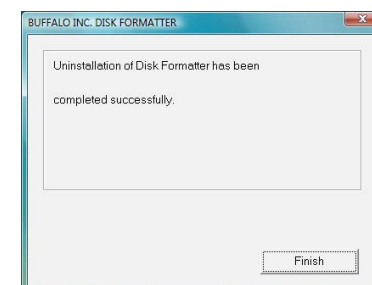 BUFFALO INC. DISK FORMATTER
Uninstallation of Disk Formatter has been
completed successfully.
Finish